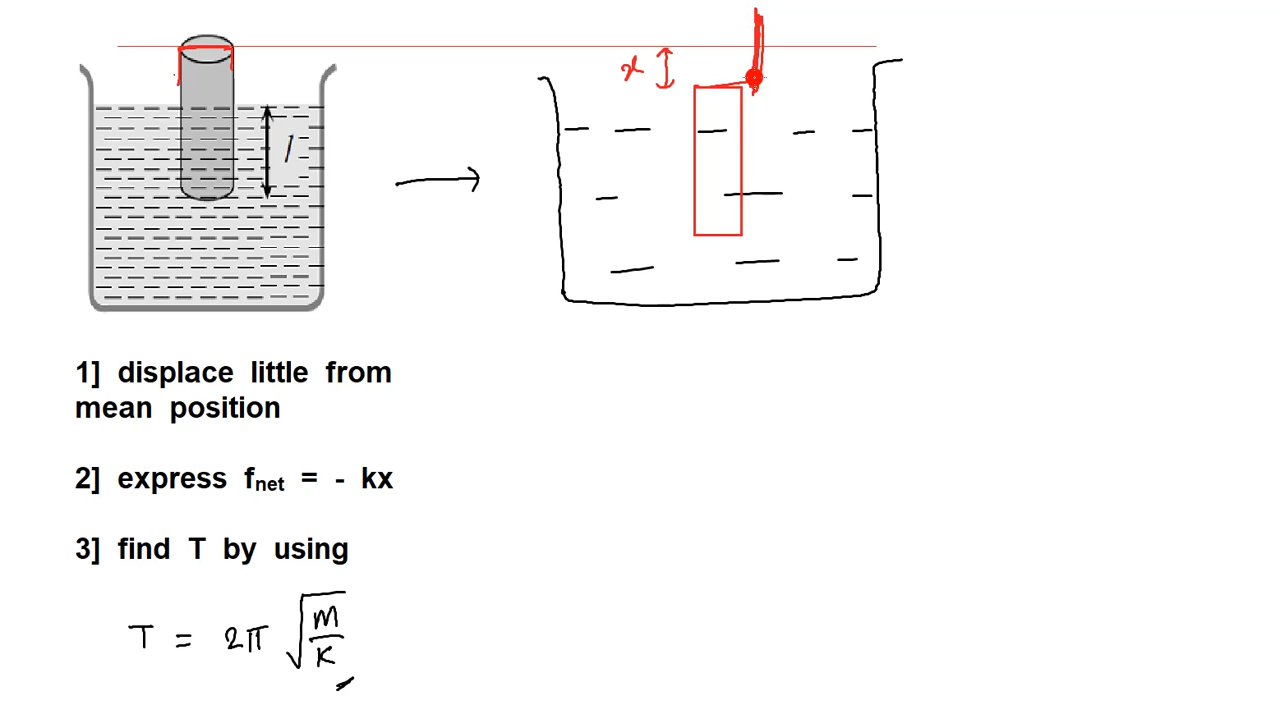 l
x
1] displace little from
mean position
2] express fnet = - kx
3] find T by using
T = 2π √m/K